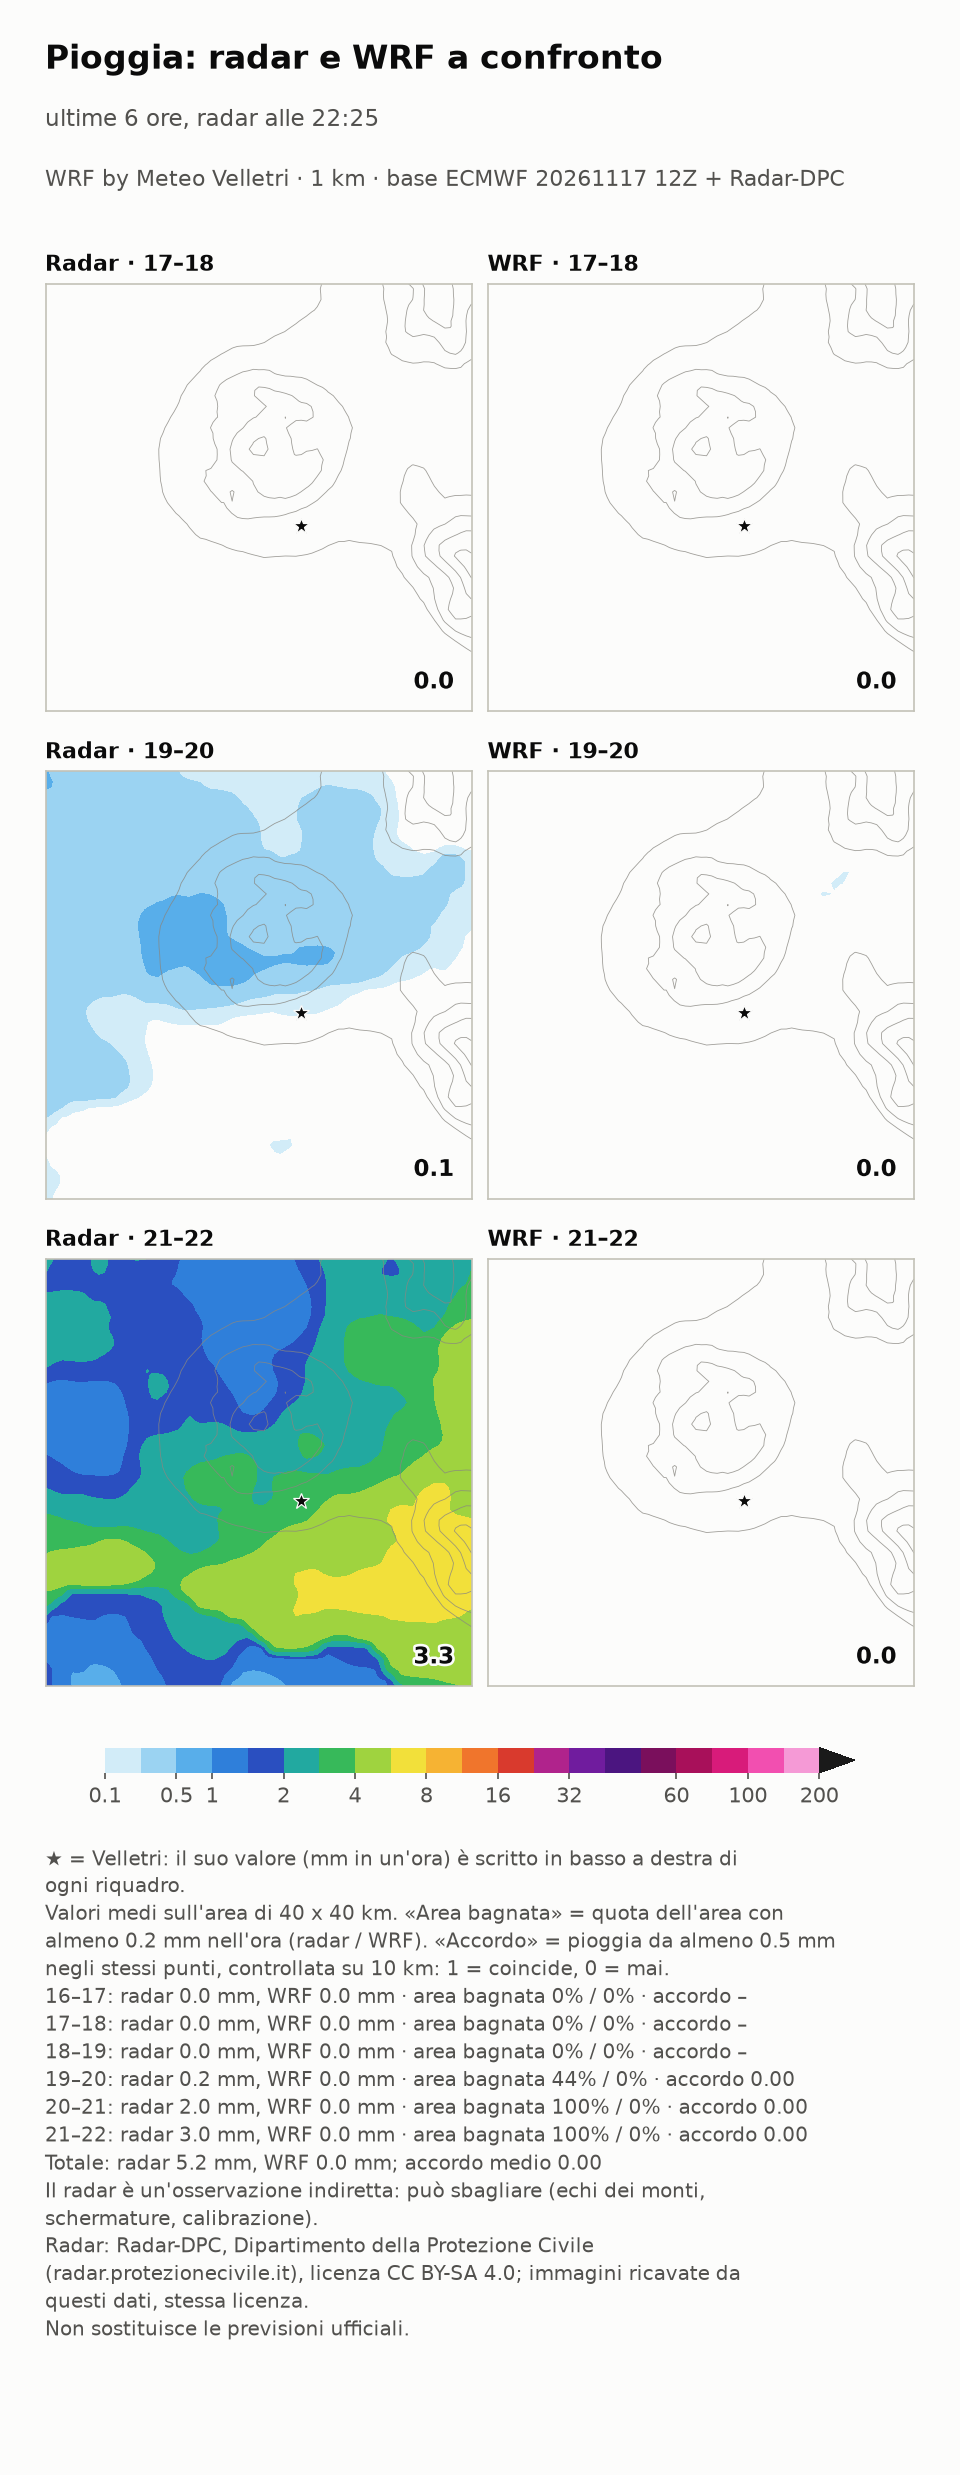 Pioggia: radar e WRF a confronto
ultime 6 ore, radar alle 22:25
WRF by Meteo Velletri · 1 km · base ECMWF 20261117 12Z + Radar-DPC
Radar · 17–18
WRF · 17–18
0.0
0.0
Radar · 19–20
WRF · 19–20
0.1
0.0
Radar · 21–22
WRF · 21–22
3.3
0.0
0.1 0.5 1 2 4 8 16 32 60 100 200
★ = Velletri: il suo valore (mm in un'ora) è scritto in basso a destra di
ogni riquadro.
Valori medi sull'area di 40 x 40 km. «Area bagnata» = quota dell'area con
almeno 0.2 mm nell'ora (radar / WRF). «Accordo» = pioggia da almeno 0.5 mm
negli stessi punti, controllata su 10 km: 1 = coincide, 0 = mai.
16–17: radar 0.0 mm, WRF 0.0 mm · area bagnata 0% / 0% · accordo –
17–18: radar 0.0 mm, WRF 0.0 mm · area bagnata 0% / 0% · accordo –
18–19: radar 0.0 mm, WRF 0.0 mm · area bagnata 0% / 0% · accordo –
19–20: radar 0.2 mm, WRF 0.0 mm · area bagnata 44% / 0% · accordo 0.00
20–21: radar 2.0 mm, WRF 0.0 mm · area bagnata 100% / 0% · accordo 0.00
21–22: radar 3.0 mm, WRF 0.0 mm · area bagnata 100% / 0% · accordo 0.00
Totale: radar 5.2 mm, WRF 0.0 mm; accordo medio 0.00
Il radar è un'osservazione indiretta: può sbagliare (echi dei monti,
schermature, calibrazione).
Radar: Radar-DPC, Dipartimento della Protezione Civile
(radar.protezionecivile.it), licenza CC BY-SA 4.0; immagini ricavate da
questi dati, stessa licenza.
Non sostituisce le previsioni ufficiali.